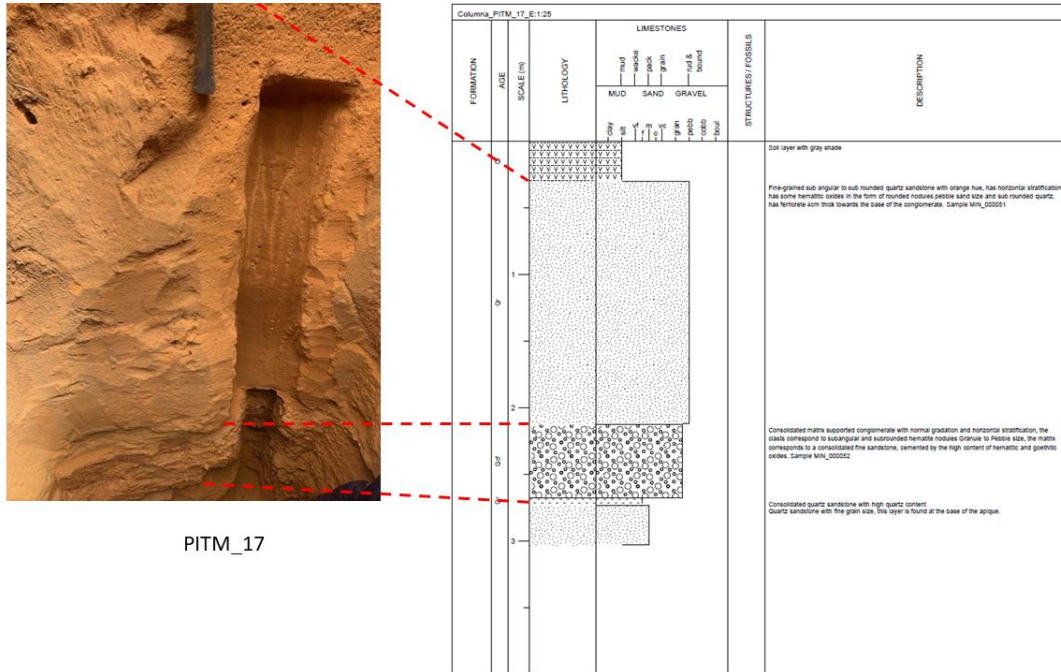 Columna_PITM_17_E:1:25
FORMATION
AGE
SCALE (m)
LITHOLOGY
LIMESTONES
mud
wacke
pack
grain
rud &
bound
MUD SAND GRAVEL
clay
silt
vf
f
m
c
vc
gran
pebb
cobb
boul
STRUCTURES / FOSSILS
DESCRIPTION
Soil layer with gray shade
Fine-grained sub angular to sub rounded quartz sandstone with orange hue, has horizontal stratification,
has some hematitic oxides in the form of rounded nodules pebble sand size and sub rounded quartz,
has ferricrete 4cm thick towards the base of the conglomerate. Sample MIN_000051
1
2
Consolidated matrix supported conglomerate with normal gradation and horizontal stratification, the
clasts correspond to subangular and subrounded hematite nodules Granule to Pebble size, the matrix
corresponds to a consolidated fine sandstone, cemented by the high content of hematitic and goethitic
oxides. Sample MIN_000052
Consolidated quartz sandstone with high quartz content
Quartz sandstone with fine grain size, this layer is found at the base of the apique.
3
PITM_17